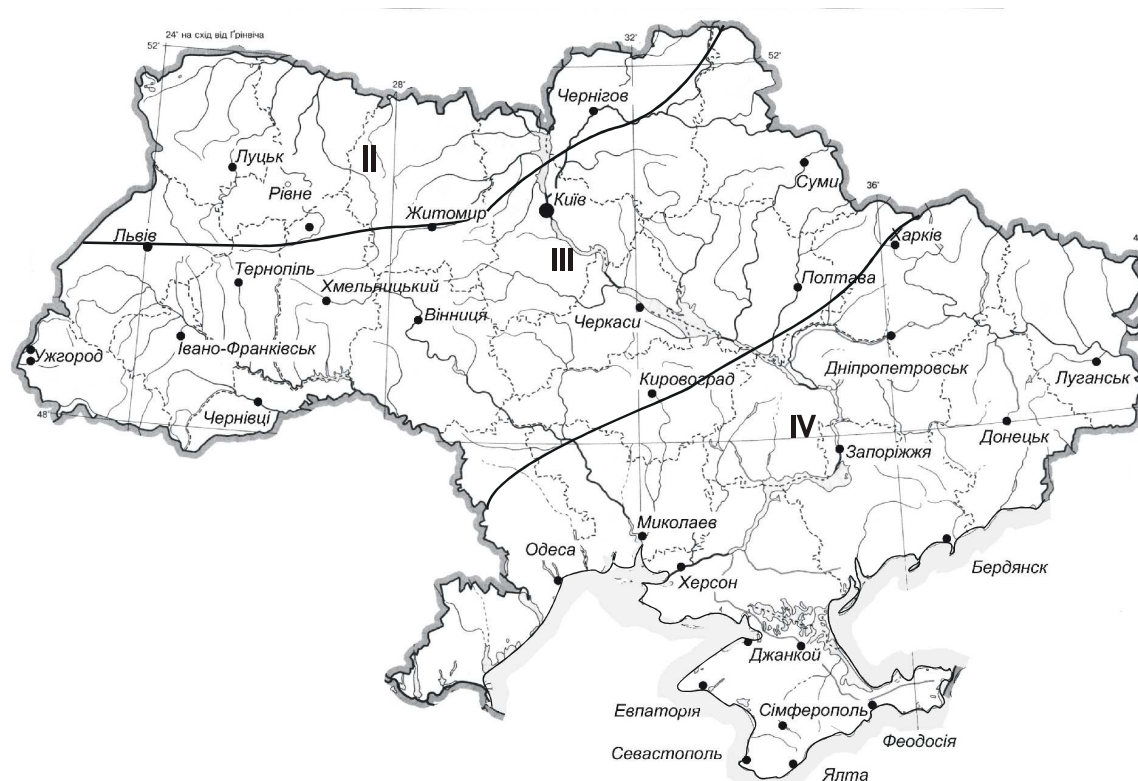 24° на схід від Ґрінвіча
52°
32°
52°
28°
Чернігов
Луцьк
II
Суми
Рівне
Київ
36°
Житомир
Львів
Харків
4
III
Тернопіль
Полтава
Хмельницький
Вінниця
Черкаси
Івано-Франківськ
Ужгород
Дніпропетровськ
Луганськ
Кировоград
Чернівці
48°
IV
Донецьк
Запоріжжя
Миколаев
Одеса
Бердянск
Херсон
Джанкой
Евпаторія
Сімферополь
Феодосія
Севастополь
Ялта